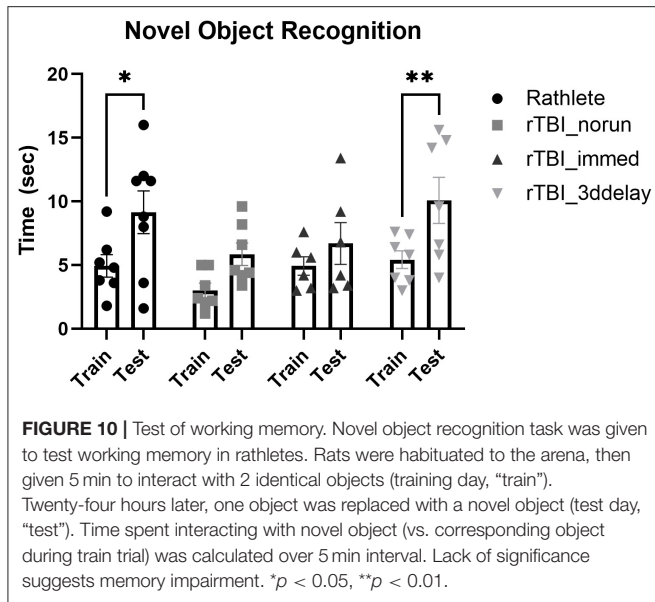 Novel Object Recognition
20
15
10
5
0
Time (sec)
*
**
Train
Test
Train
Test
Train
Test
Train
Test
Rathlete
rTBI_norun
rTBI_immed
rTBI_3ddelay
FIGURE 10 | Test of working memory. Novel object recognition task was given
to test working memory in rathletes. Rats were habituated to the arena, then
given 5 min to interact with 2 identical objects (training day, “train”).
Twenty-four hours later, one object was replaced with a novel object (test day,
“test”). Time spent interacting with novel object (vs. corresponding object
during train trial) was calculated over 5 min interval. Lack of significance
suggests memory impairment. *p < 0.05, **p < 0.01.